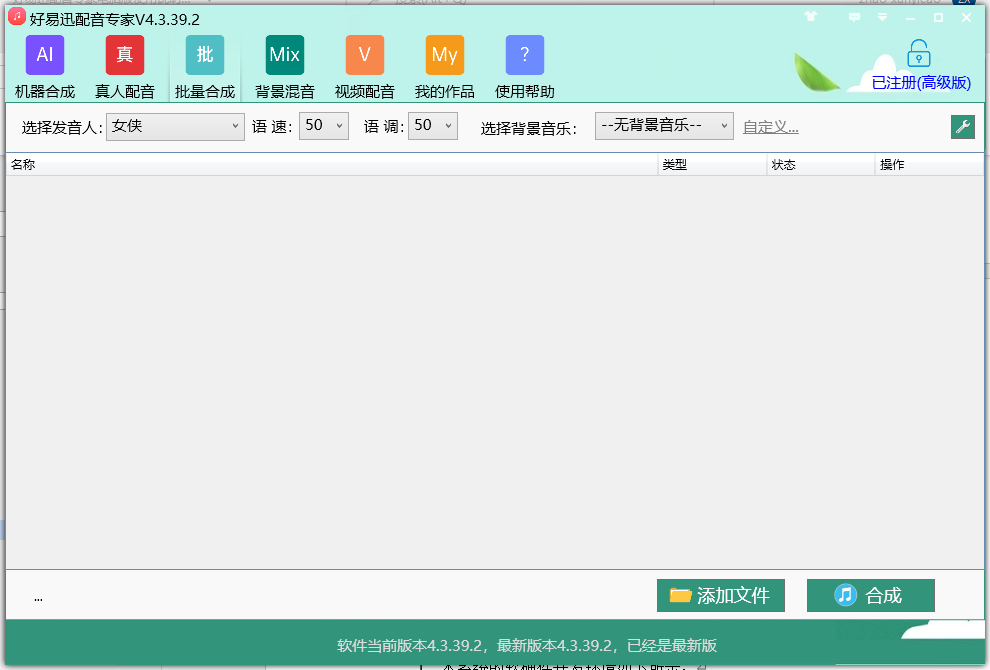 好易迅配音专家V4.3.39.2
AI 真 批 Mix V My ?
机器合成 真人配音 批量合成 背景混音 视频配音 我的作品 使用帮助
已注册(高级版)
选择发音人: 女侠 语 速: 50 语 调: 50 选择背景音乐: --无背景音乐-- 自定义...
名称 类型 状态 操作
...
添加文件 合成
软件当前版本4.3.39.2，最新版本4.3.39.2，已经是最新版